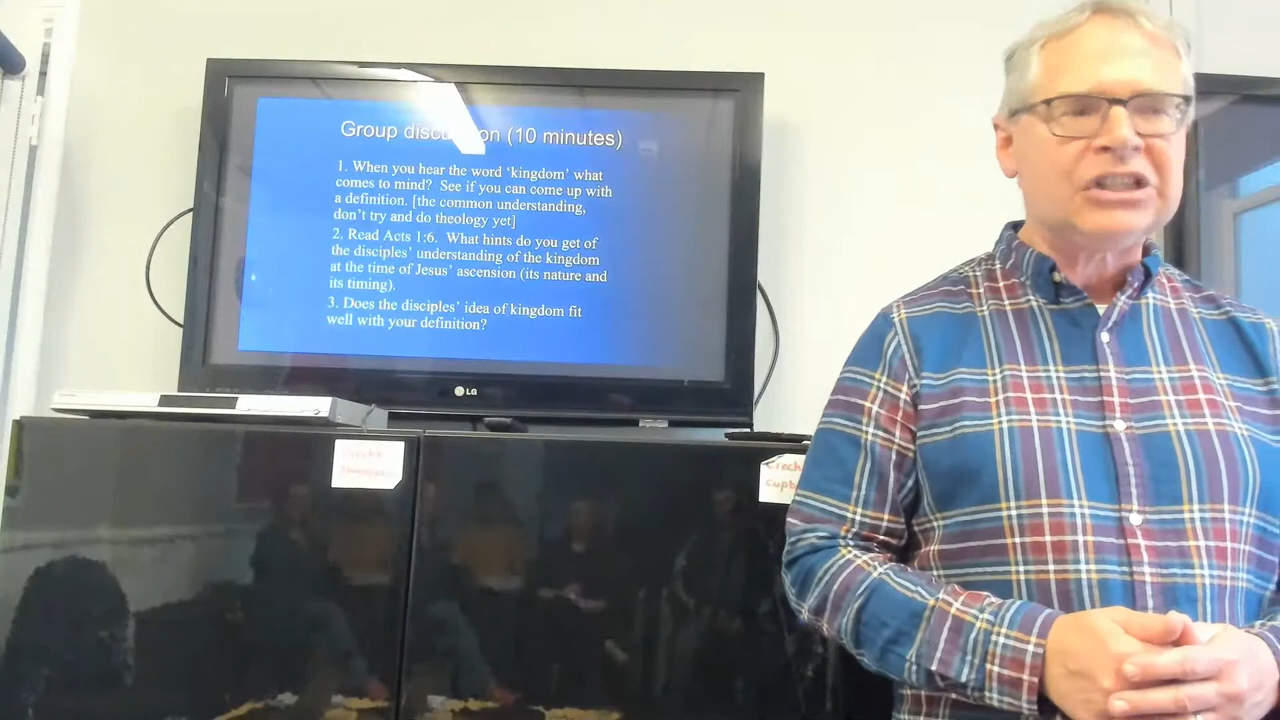 Group discussion (10 minutes)
1. When you hear the word ‘kingdom’ what
comes to mind? See if you can come up with
a definition. [the common understanding,
don’t try and do theology yet]
2. Read Acts 1:6. What hints do you get of
the disciples’ understanding of the kingdom
at the time of Jesus’ ascension (its nature and
its timing).
3. Does the disciples’ idea of kingdom fit
well with your definition?
LG